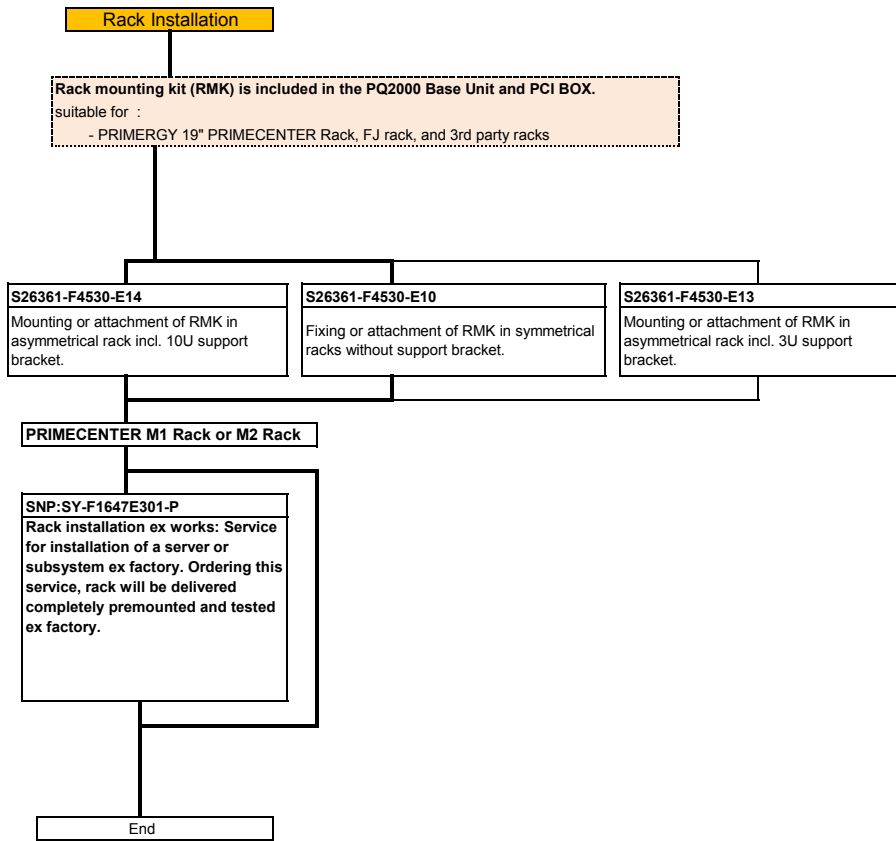 Rack Installation
Rack mounting kit (RMK) is included in the PQ2000 Base Unit and PCI BOX.
suitable for :
- PRIMERGY 19" PRIMECENTER Rack, FJ rack, and 3rd party racks
S26361-F4530-E14
Mounting or attachment of RMK in
asymmetrical rack incl. 10U support
bracket.
S26361-F4530-E10
Fixing or attachment of RMK in symmetrical
racks without support bracket.
S26361-F4530-E13
Mounting or attachment of RMK in
asymmetrical rack incl. 3U support
bracket.
PRIMECENTER M1 Rack or M2 Rack
SNP:SY-F1647E301-P
Rack installation ex works: Service
for installation of a server or
subsystem ex factory. Ordering this
service, rack will be delivered
completely premounted and tested
ex factory.
End